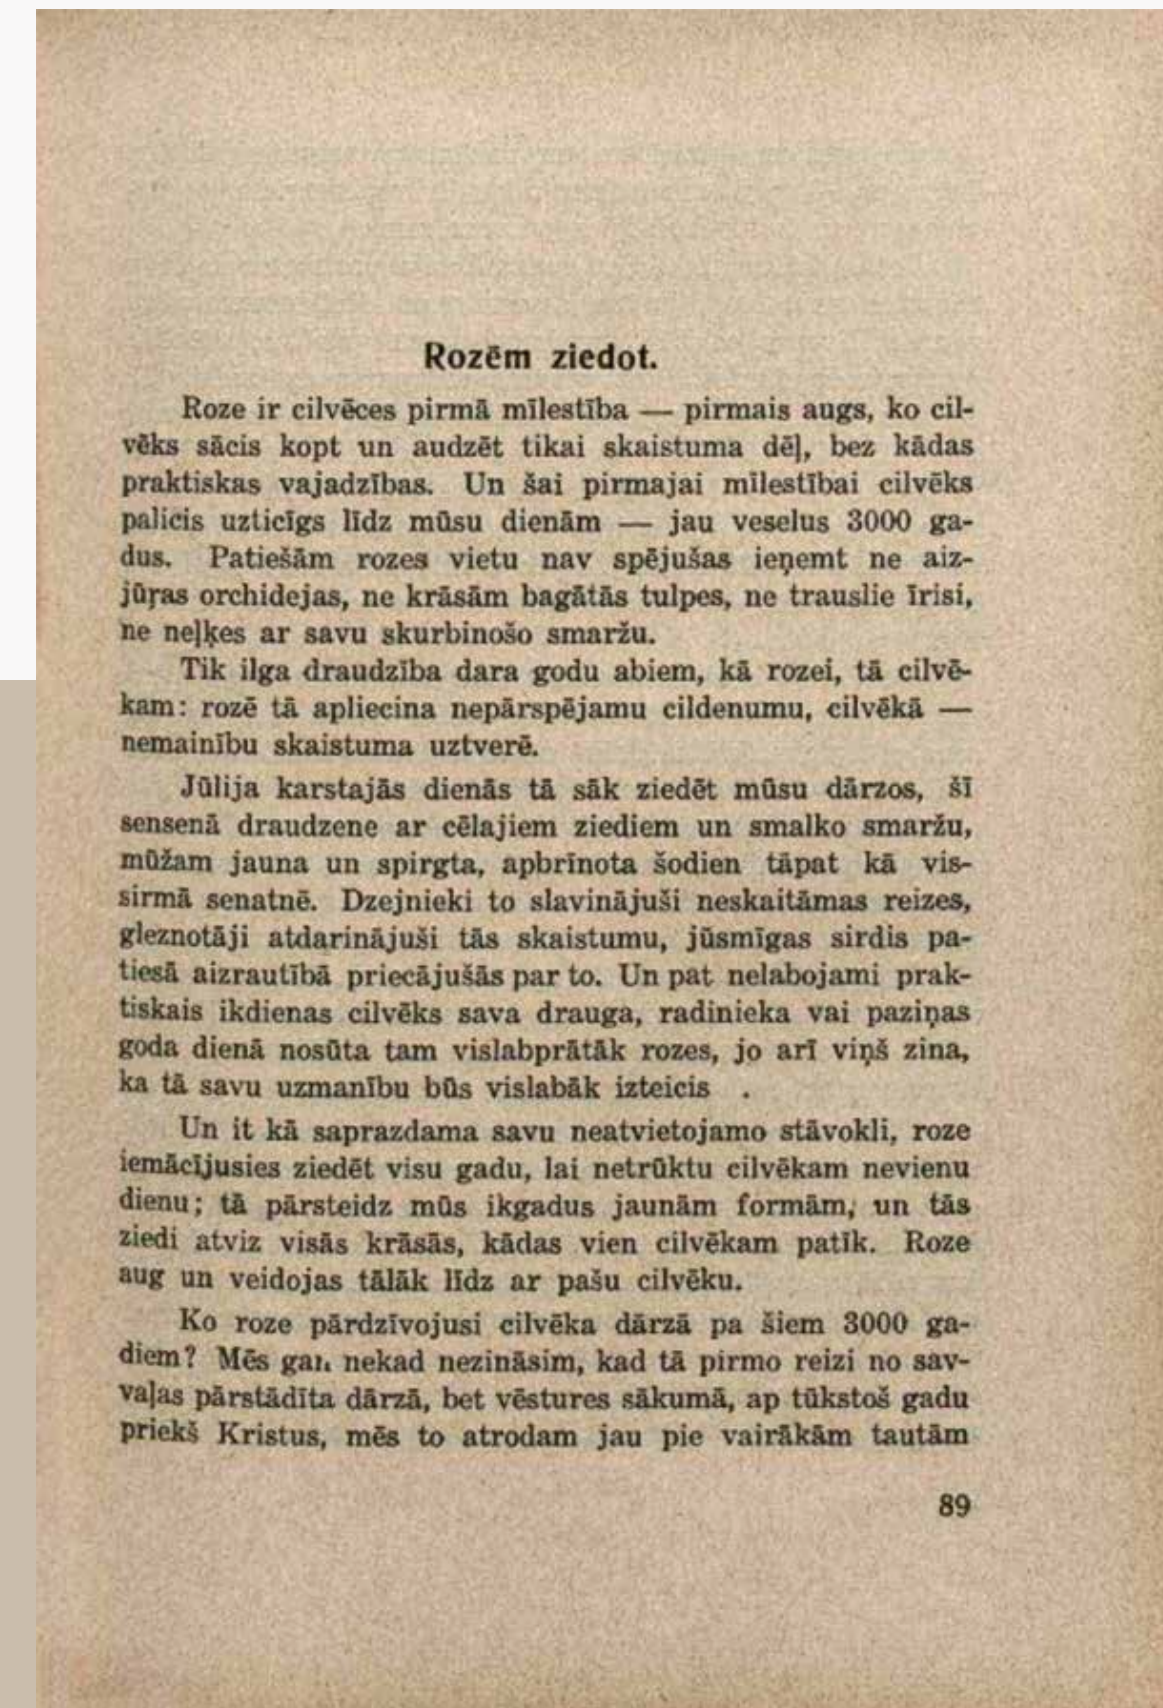 Rozēm ziedot.
Roze ir cilvēces pirmā mīlestība — pirmais augs, ko cil-
vēks sācis kopt un audzēt tikai skaistuma dēļ, bez kādas
praktiskas vajadzības. Un šai pirmajai mīlestībai cilvēks
palicis uzticīgs līdz mūsu dienām — jau veselus 3000 ga-
dus. Patiešām rozes vietu nav spējušas ieņemt ne aiz-
jūŗas orchidejas, ne krāsām bagātās tulpes, ne trauslie īrisi,
ne neļķes ar savu skurbinošo smaržu.
Tik ilga draudzība dara godu abiem, kā rozei, tā cilvē-
kam: rozē tā apliecina nepārspējamu cildenumu, cilvēkā —
nemainību skaistuma uztverē.
Jūlija karstajās dienās tā sāk ziedēt mūsu dārzos, šī
sensenā draudzene ar cēlajiem ziediem un smalko smaržu,
mūžam jauna un spirgta, apbrīnota šodien tāpat kā vis-
sirmā senatnē. Dzejnieki to slavinājuši neskaitāmas reizes,
gleznotāji atdarinājuši tās skaistumu, jūsmīgas sirdis pa-
tiesā aizrautībā priecājušās par to. Un pat nelabojami prak-
tiskais ikdienas cilvēks sava drauga, radinieka vai paziņas
goda dienā nosūta tam vislabprātāk rozes, jo arī viņš zina,
ka tā savu uzmanību būs vislabāk izteicis .
Un it kā saprazdama savu neatvietojamo stāvokli, roze
iemācījusies ziedēt visu gadu, lai netrūktu cilvēkam nevienu
dienu; tā pārsteidz mūs ikgadus jaunām formām, un tās
ziedi atviz visās krāsās, kādas vien cilvēkam patīk. Roze
aug un veidojas tālāk līdz ar pašu cilvēku.
Ko roze pārdzīvojusi cilvēka dārzā pa šiem 3000 ga-
diem? Mēs gan nekad nezināsim, kad tā pirmo reizi no sav-
vaļas pārstādīta dārzā, bet vēstures sākumā, ap tūkstoš gadu
priekš Kristus, mēs to atrodam jau pie vairākām tautām
89